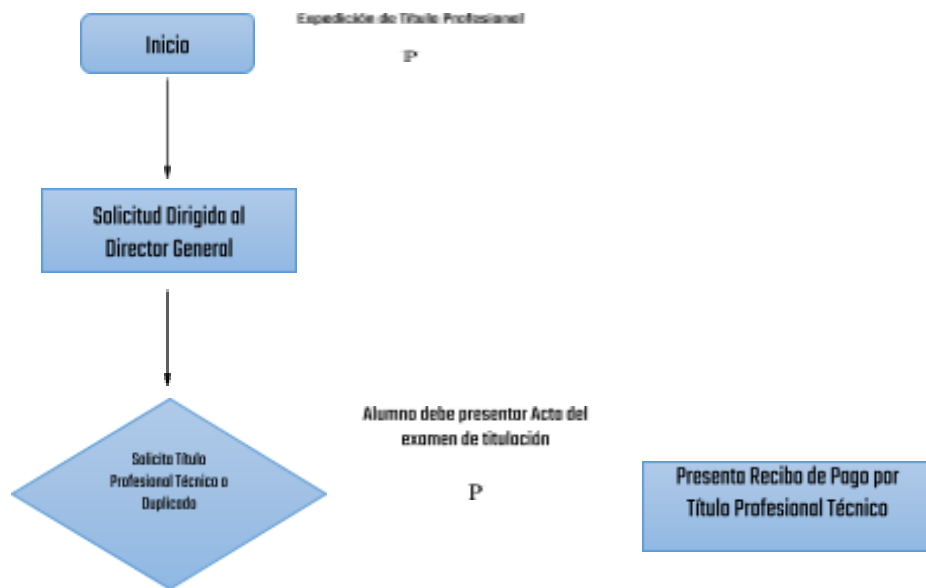 Expedición de Título Profesional
P
Inicio
Solicitud Dirigida al
Director General
Alumno debe presentar Acta del
examen de titulación
Solicita Título
Profesional Técnico o
Duplicado
P
Presenta Recibo de Pago por
Título Profesional Técnico